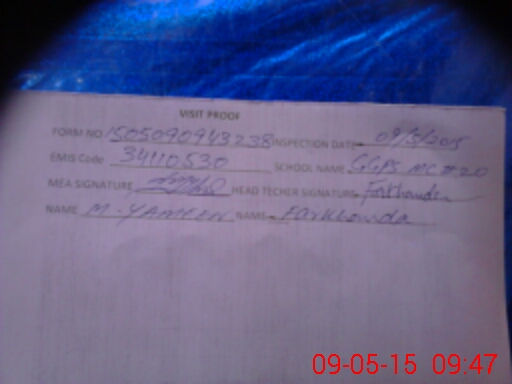 VISIT PROOF
FORM NO 1505090943238 INSPECTION DATE 09/5/2015
EMIS Code 34110530 SCHOOL NAME GGPS MC #20
MEA SIGNATURE HEAD TECHER SIGNATURE Farkhanda
NAME M. YAMEEN NAME Farkhonda
09-05-15 09:47